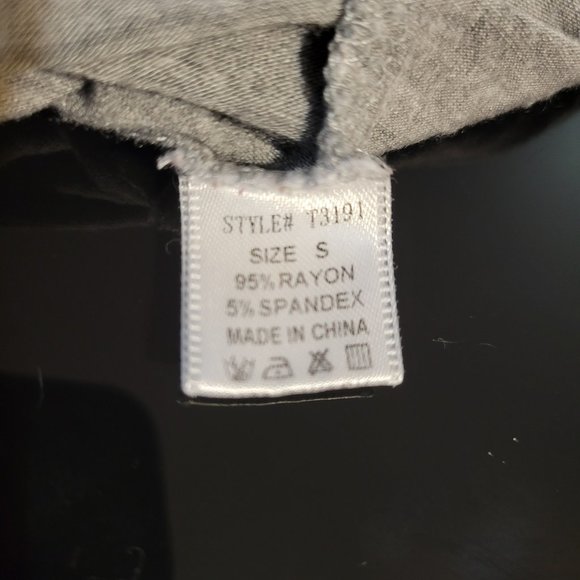 STYLE# T3191
SIZE S
95% RAYON
5% SPANDEX
MADE IN CHINA